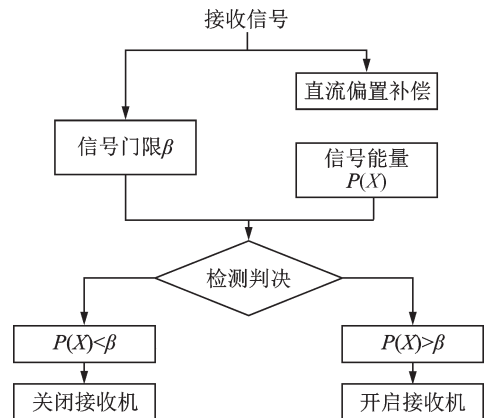 接收信号
直流偏置补偿
信号门限β
信号能量
P(X)
检测判决
P(X)<β
P(X)>β
关闭接收机
开启接收机